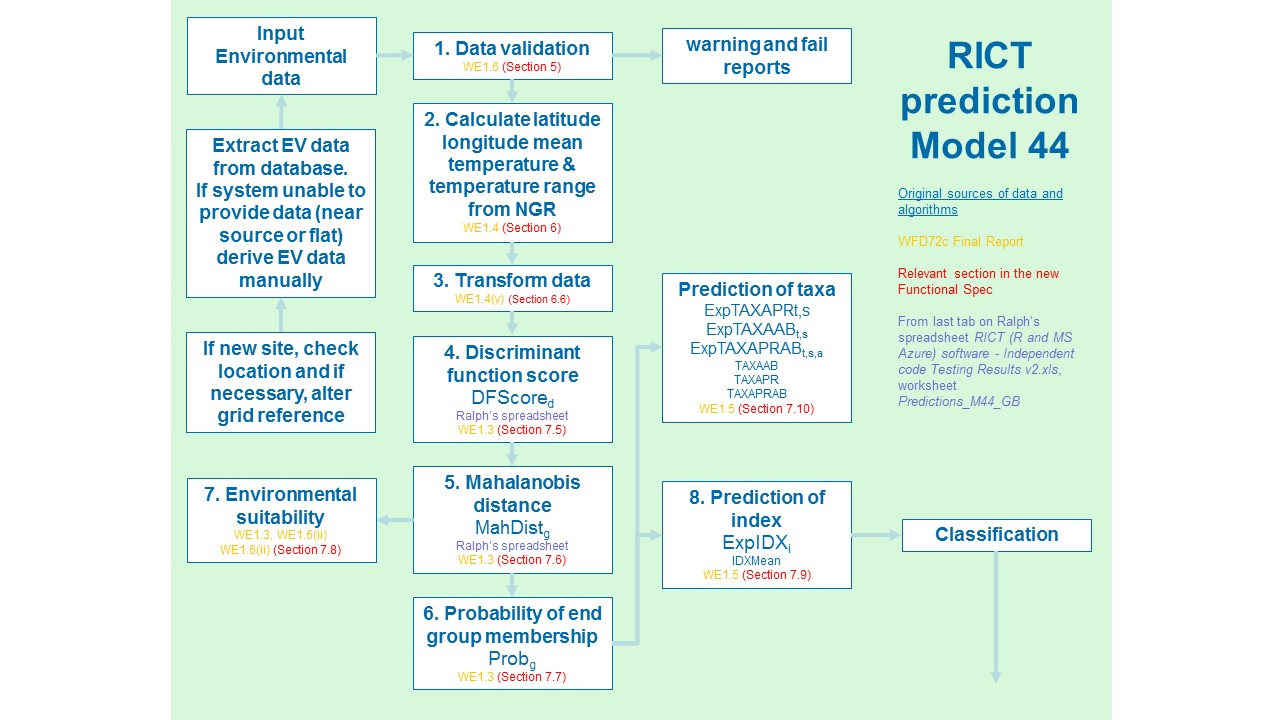 RICT
prediction
Model 44
Original sources of data and
algorithms
WFD72c Final Report
Relevant section in the new
Functional Spec
From last tab on Ralph's
spreadsheet RICT (R and MS
Azure) software - Independent
code Testing Results v2.xls,
worksheet
Predictions_M44_GB
Input
Environmental
data
Extract EV data
from database.
If system unable to
provide data (near
source or flat)
derive EV data
manually
If new site, check
location and if
necessary, alter
grid reference
1. Data validation
WE1.6 (Section 5)
warning and fail
reports
2. Calculate latitude
longitude mean
temperature &
temperature range
from NGR
WE1.4 (Section 6)
3. Transform data
WE1.4(v) (Section 6.6)
4. Discriminant
function score
DFScored
Ralph's spreadsheet
WE1.3 (Section 7.5)
5. Mahalanobis
distance
MahDistg
Ralph's spreadsheet
WE1.3 (Section 7.6)
6. Probability of end
group membership
Probg
WE1.3 (Section 7.7)
7. Environmental
suitability
WE1.3, WE1.6(ii)
WE1.6(ii) (Section 7.8)
Prediction of taxa
ExpTAXAPRt,s
ExpTAXAABt,s
ExpTAXAPRABt,s,a
TAXAAB
TAXAPR
TAXAPRAB
WE1.5 (Section 7.10)
8. Prediction of
index
ExpIDXi
IDXMean
WE1.5 (Section 7.9)
Classification